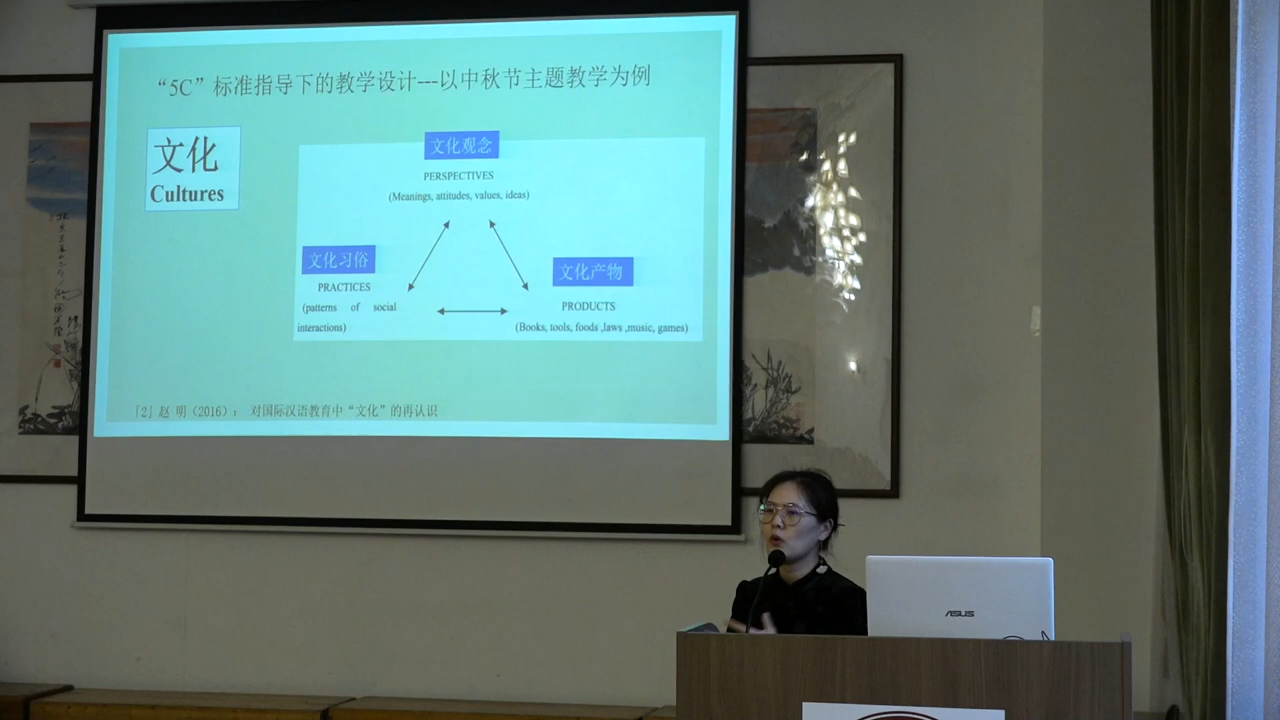 “5C”标准指导下的教学设计---以中秋节主题教学为例
文化
Cultures
文化观念
PERSPECTIVES
(Meanings, attitudes, values, ideas)
文化习俗
PRACTICES
(patterns of social
interactions)
文化产物
PRODUCTS
(Books, tools, foods ,laws ,music, games)
「2」赵 明（2016）： 对国际汉语教育中“文化”的再认识
ASUS